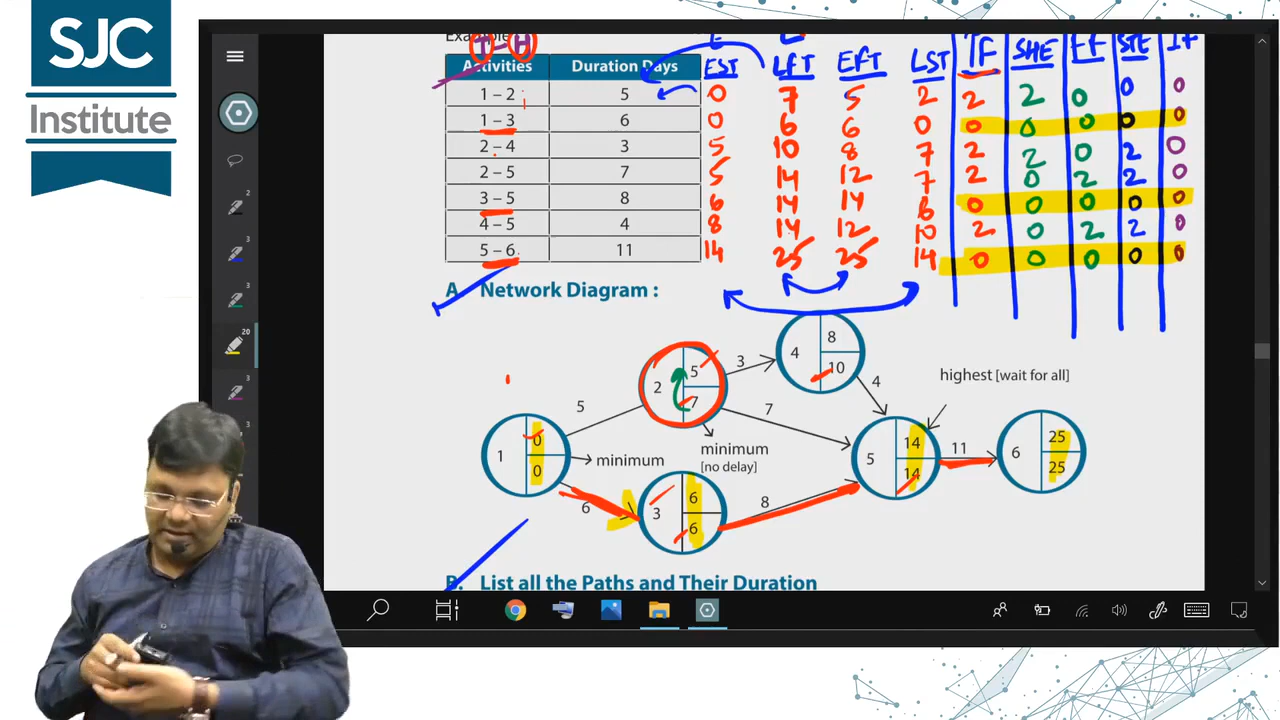 SJC
Institute
T - H
Activities Duration Days EST LFT EFT LST TF SHE FF STE IF
1 – 2 5 0 7 5 2 2 2 0 0 0
1 – 3 6 0 6 6 0 0 0 0 0 0
2 – 4 3 5 10 8 7 2 2 0 2 0
2 – 5 7 5 14 12 7 2 0 2 2 0
3 – 5 8 6 14 14 6 0 0 0 0 0
4 – 5 4 8 14 12 10 2 0 2 2 0
5 – 6 11 14 25 25 14 0 0 0 0 0
A. Network Diagram :
4 8
10
3
2 5
7
4
highest [wait for all]
5
7
minimum
[no delay]
1 0
0
minimum
5 14
14
11
6 25
25
6
3 6
6
8
B. List all the Paths and Their Duration